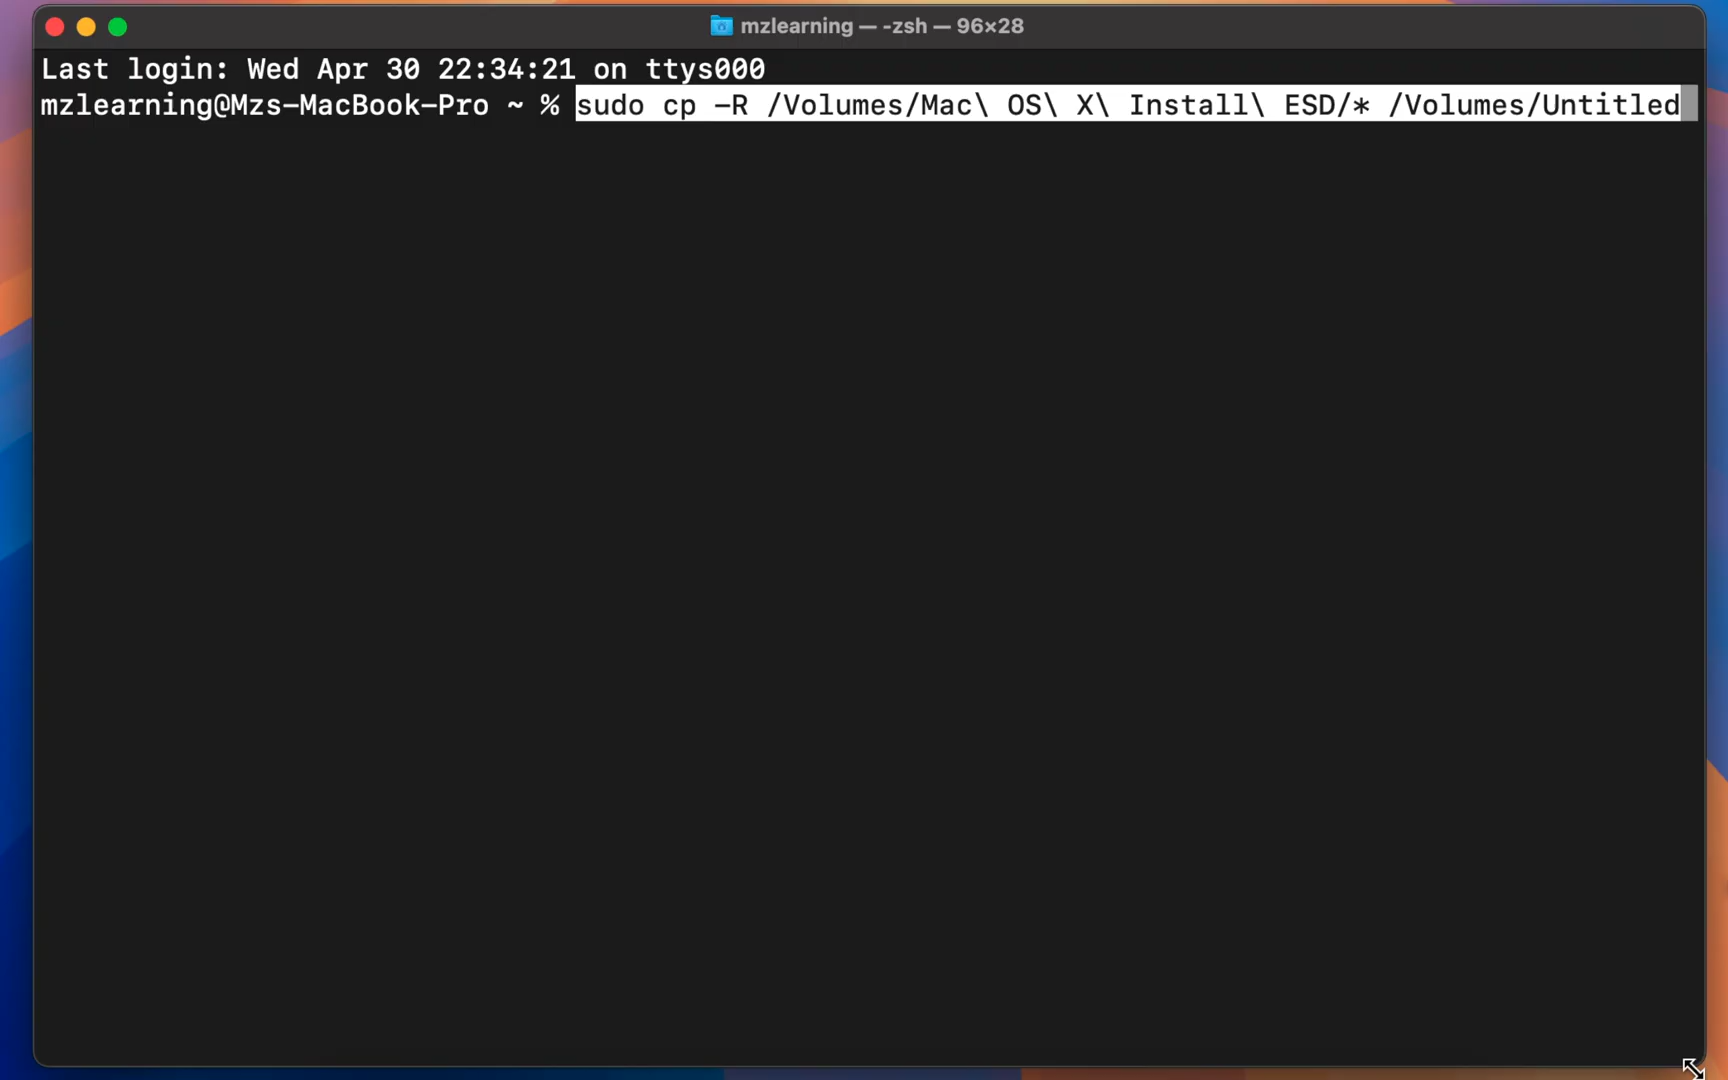 mzlearning — -zsh — 96×28
Last login: Wed Apr 30 22:34:21 on ttys000
mzlearning@Mzs-MacBook-Pro ~ % sudo cp -R /Volumes/Mac\ OS\ X\ Install\ ESD/* /Volumes/Untitled